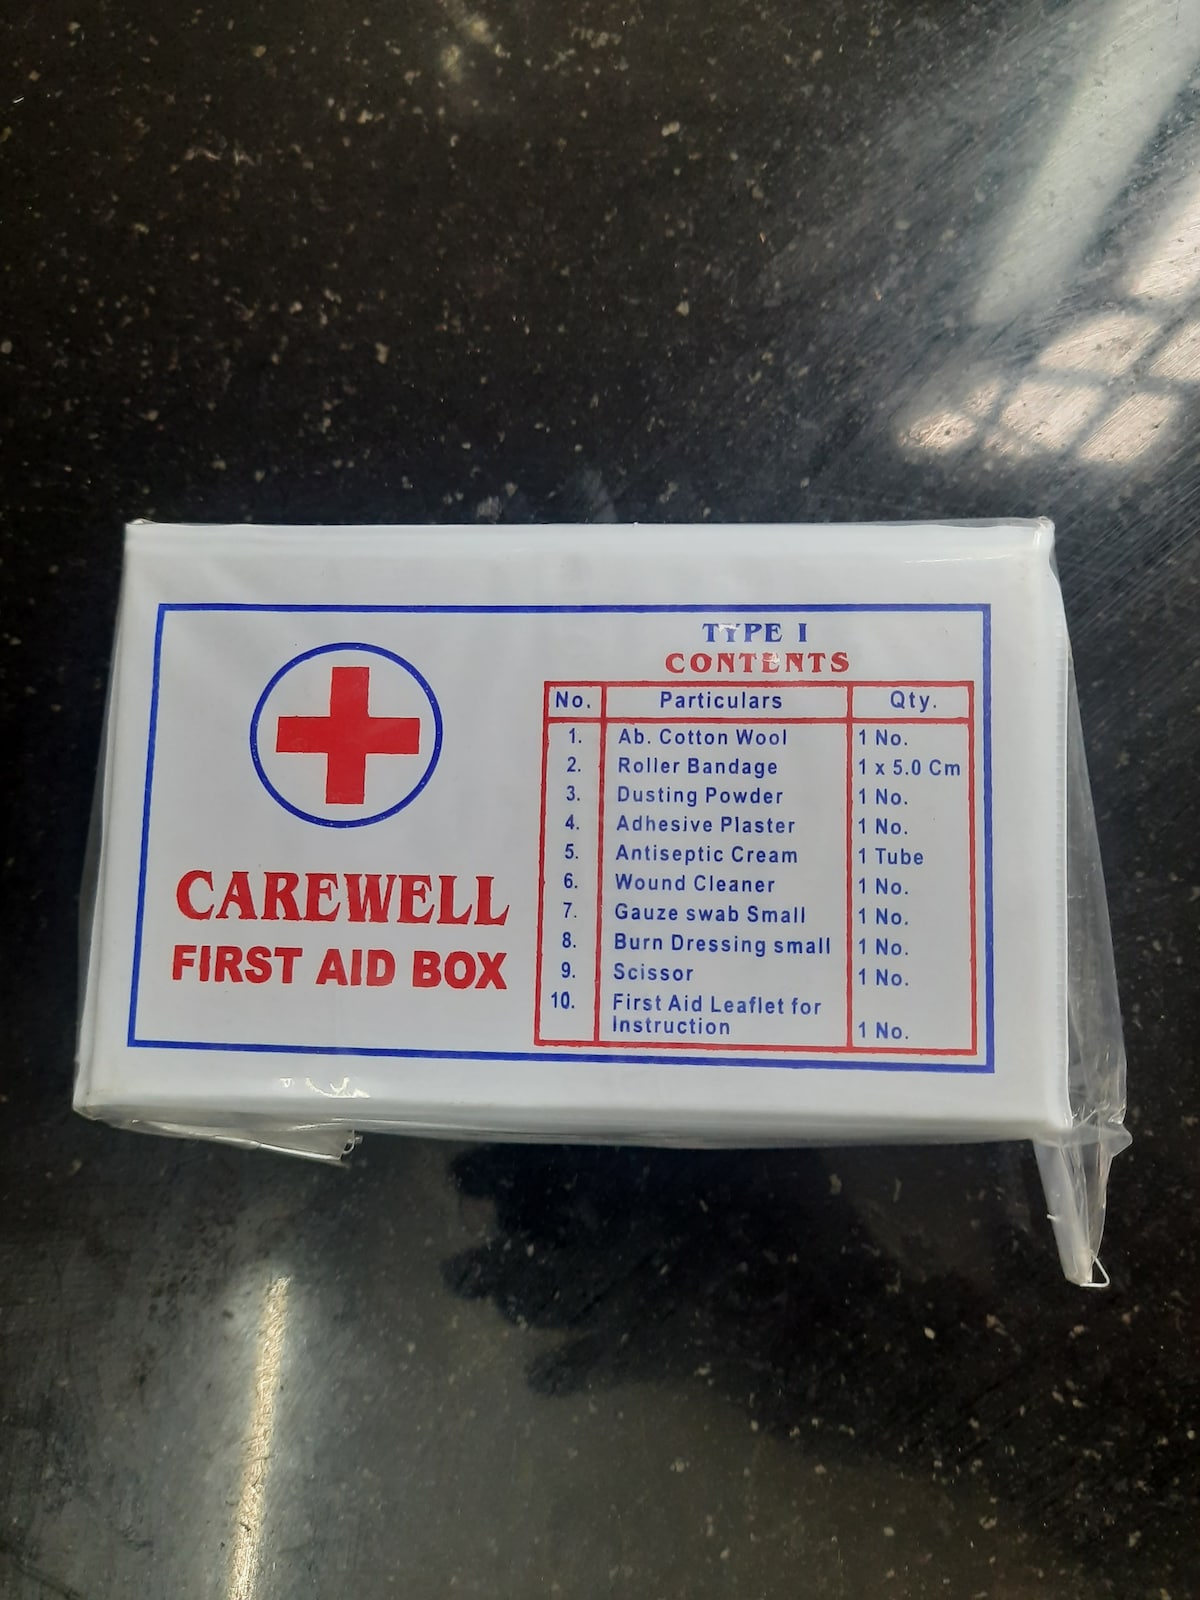 TYPE I
CONTENTS
No. Particulars Qty.
1. Ab. Cotton Wool 1 No.
2. Roller Bandage 1 x 5.0 Cm
3. Dusting Powder 1 No.
4. Adhesive Plaster 1 No.
5. Antiseptic Cream 1 Tube
6. Wound Cleaner 1 No.
7. Gauze swab Small 1 No.
8. Burn Dressing small 1 No.
9. Scissor 1 No.
10. First Aid Leaflet for
Instruction 1 No.
CAREWELL
FIRST AID BOX